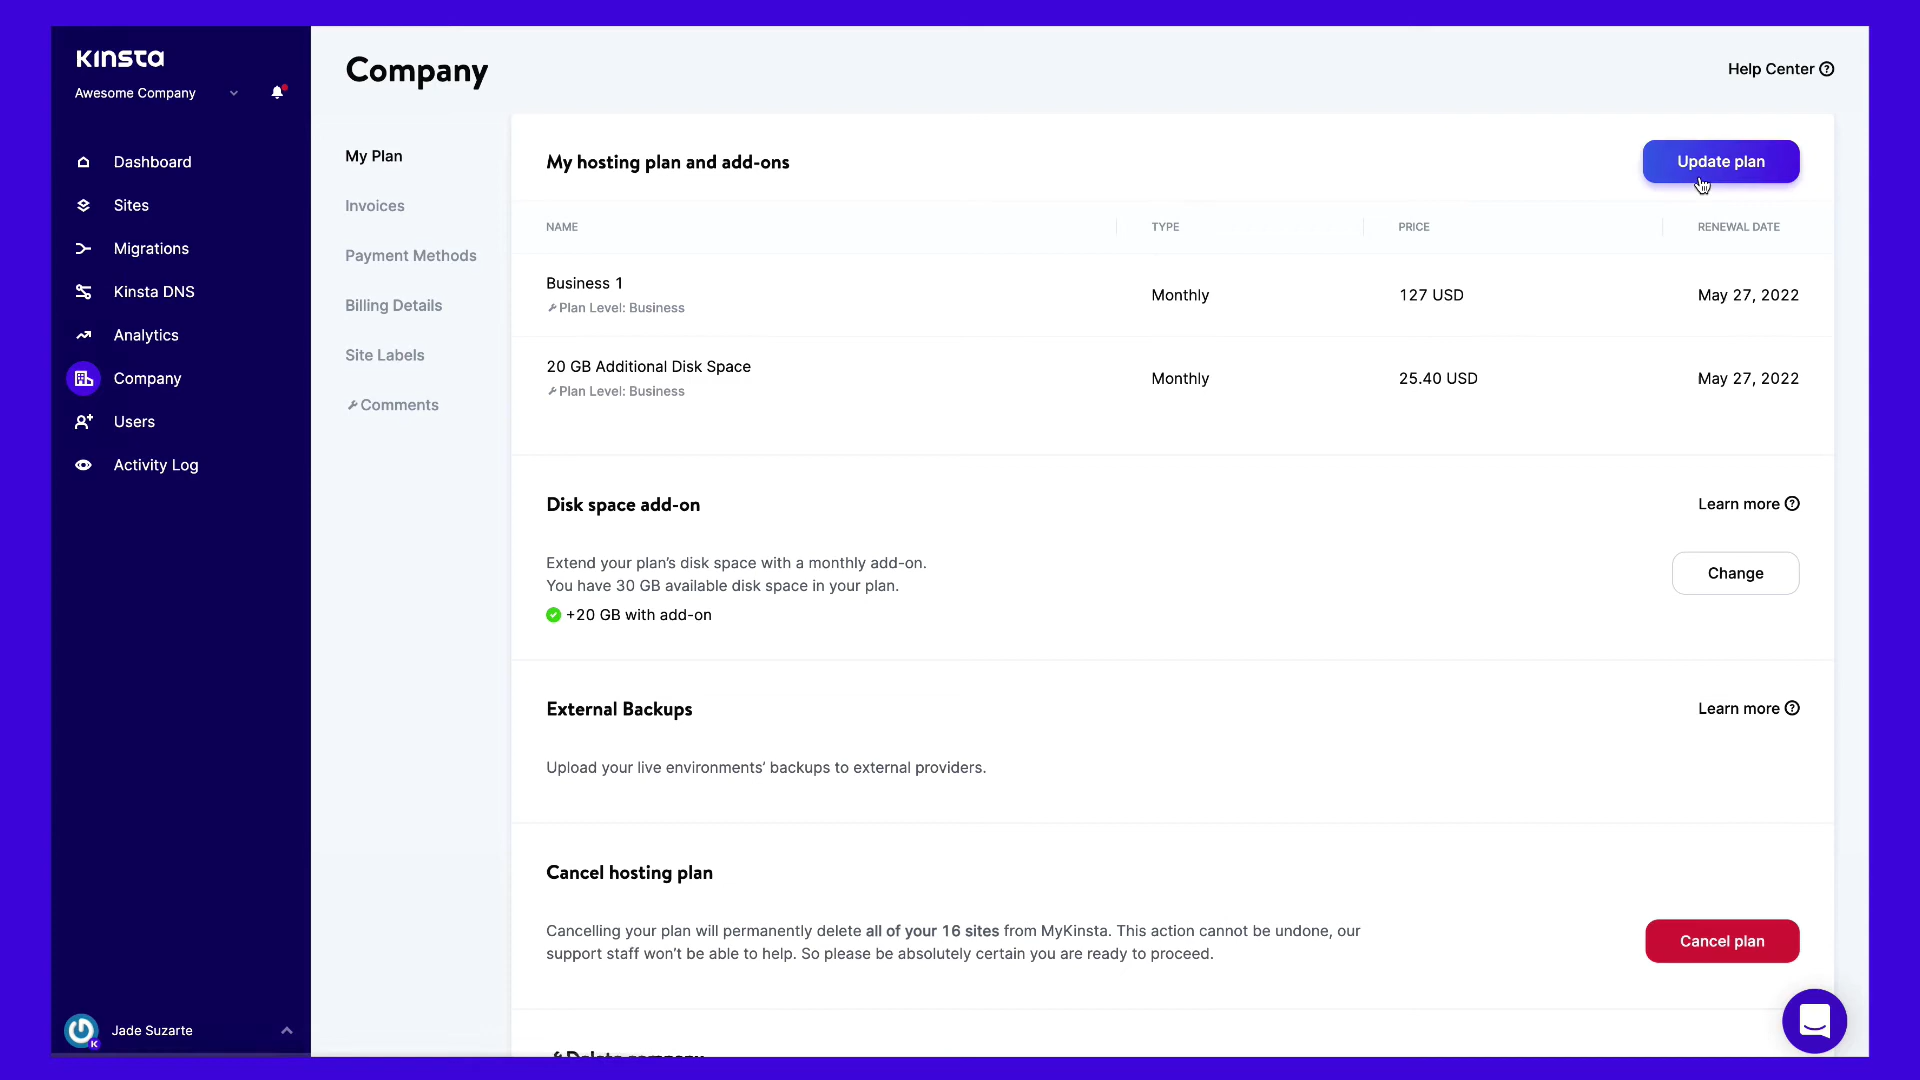 Kinsta
Awesome Company
Dashboard
Sites
Migrations
Kinsta DNS
Analytics
Company
Users
Activity Log
Jade Suzarte
K
Company
Help Center
My Plan
Invoices
Payment Methods
Billing Details
Site Labels
Comments
My hosting plan and add-ons
Update plan
NAME TYPE PRICE RENEWAL DATE
Business 1
Plan Level: Business
Monthly 127 USD May 27, 2022
20 GB Additional Disk Space
Plan Level: Business
Monthly 25.40 USD May 27, 2022
Disk space add-on
Learn more
Extend your plan’s disk space with a monthly add-on.
You have 30 GB available disk space in your plan.
+20 GB with add-on
Change
External Backups
Learn more
Upload your live environments’ backups to external providers.
Cancel hosting plan
Cancelling your plan will permanently delete all of your 16 sites from MyKinsta. This action cannot be undone, our
support staff won’t be able to help. So please be absolutely certain you are ready to proceed.
Cancel plan
Delete company